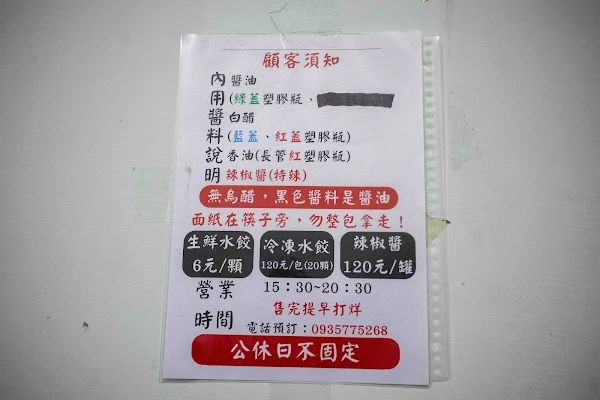 顧客須知
內用醬料說明
醬油
(綠蓋塑膠瓶、
白醋
(藍蓋、紅蓋塑膠瓶)
香油(長管紅塑膠瓶)
辣椒醬(特辣)
無烏醋，黑色醬料是醬油
面紙在筷子旁，勿整包拿走！
生鮮水餃
6元/顆
冷凍水餃
120元/包(20顆)
辣椒醬
120元/罐
營業時間
15：30~20：30
售完提早打烊
電話預訂：0935775268
公休日不固定